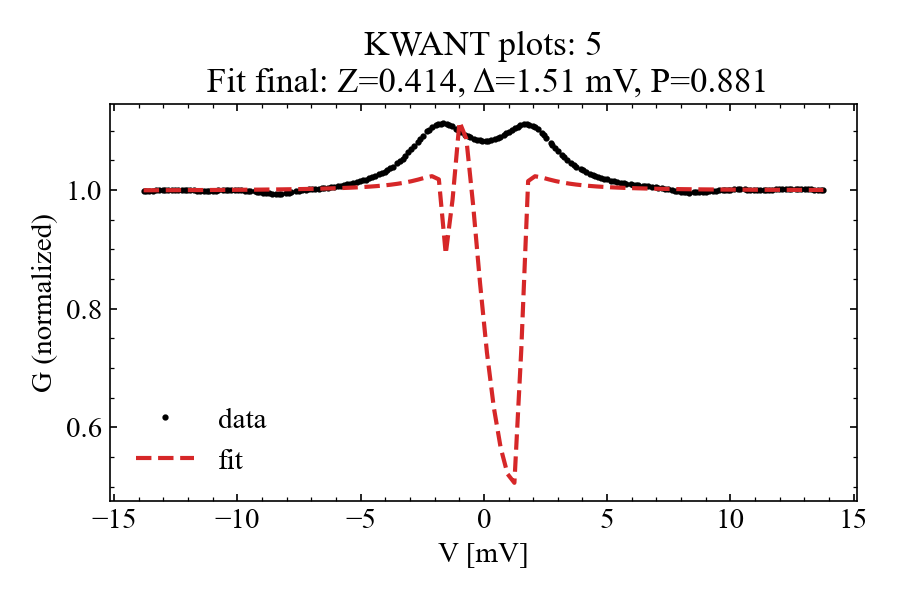 KWANT plots: 5
Fit final: Z=0.414, Δ=1.51 mV, P=0.881
G (normalized)
1.0
0.8
0.6
data
fit
−15
−10
−5
0
5
10
15
V [mV]